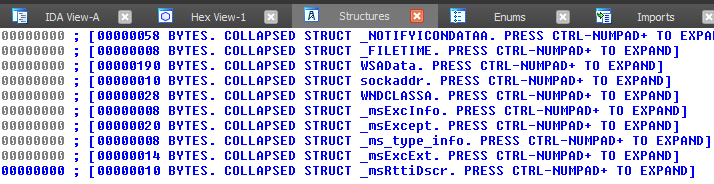 IDA View-A Hex View-1 Structures Enums Imports
00000000 ; [00000058 BYTES. COLLAPSED STRUCT _NOTIFYICONDATAA. PRESS CTRL-NUMPAD+ TO EXPA
00000000 ; [00000008 BYTES. COLLAPSED STRUCT _FILETIME. PRESS CTRL-NUMPAD+ TO EXPAND]
00000000 ; [00000190 BYTES. COLLAPSED STRUCT WSAData. PRESS CTRL-NUMPAD+ TO EXPAND]
00000000 ; [00000010 BYTES. COLLAPSED STRUCT sockaddr. PRESS CTRL-NUMPAD+ TO EXPAND]
00000000 ; [00000028 BYTES. COLLAPSED STRUCT WNDCLASSA. PRESS CTRL-NUMPAD+ TO EXPAND]
00000000 ; [00000008 BYTES. COLLAPSED STRUCT _msExcInfo. PRESS CTRL-NUMPAD+ TO EXPAND]
00000000 ; [00000020 BYTES. COLLAPSED STRUCT _msExcept. PRESS CTRL-NUMPAD+ TO EXPAND]
00000000 ; [00000008 BYTES. COLLAPSED STRUCT _ms_type_info. PRESS CTRL-NUMPAD+ TO EXPAND]
00000000 ; [00000014 BYTES. COLLAPSED STRUCT _msExcExt. PRESS CTRL-NUMPAD+ TO EXPAND]
00000000 ; [00000010 BYTES. COLLAPSED STRUCT _msRttiDscr. PRESS CTRL-NUMPAD+ TO EXPAND]